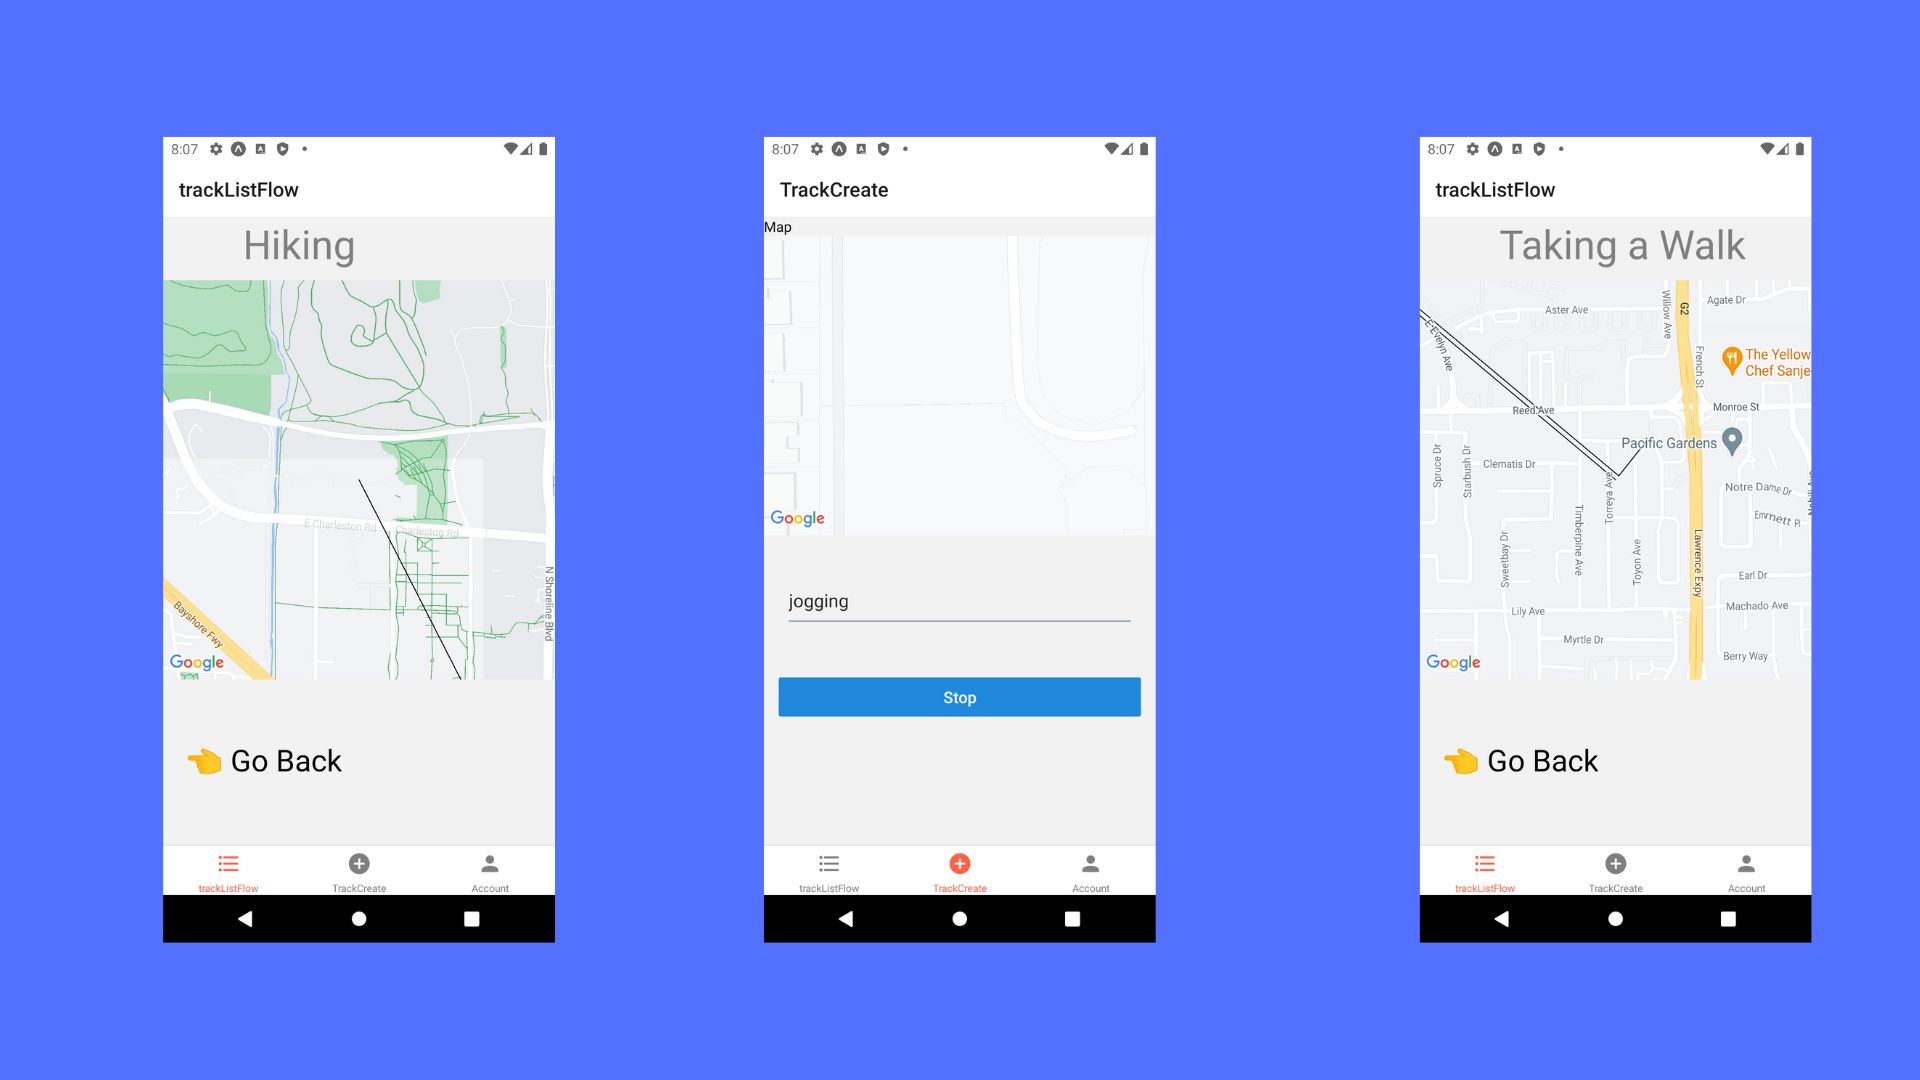 8:07
trackListFlow
Hiking
E Charleston Rd
Charleston Rd
Bayshore Fwy
N Shoreline Blvd
Google
👈 Go Back
trackListFlow
TrackCreate
Account
8:07
TrackCreate
Map
Google
jogging
Stop
trackListFlow
TrackCreate
Account
8:07
trackListFlow
Taking a Walk
Willow Ave
G2
Agate Dr
Aster Ave
E Evelyn Ave
French St
The Yellow
Chef Sanje
Reed Ave
Monroe St
Pacific Gardens
Spruce Dr
Starbush Dr
Clematis Dr
Torreya Ave
Notre Dame Dr
Emmett Pl
Timberpine Ave
Sweetbay Dr
Toyon Ave
Lawrence Expy
Earl Dr
Lily Ave
Machado Ave
Myrtle Dr
Berry Way
Google
👈 Go Back
trackListFlow
TrackCreate
Account